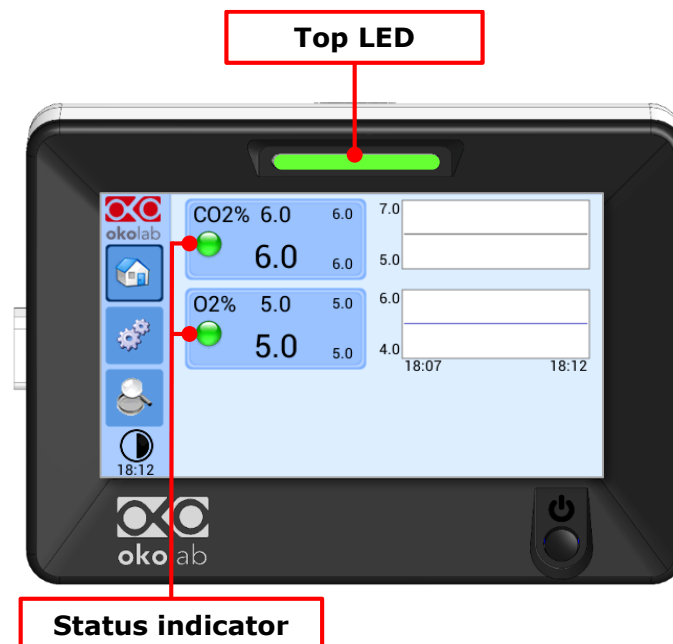 Top LED
okolab
CO2% 6.0 6.0
6.0 6.0
O2% 5.0 5.0
5.0 5.0
7.0
5.0
6.0
4.0
18:07 18:12
18:12
okolab
Status indicator